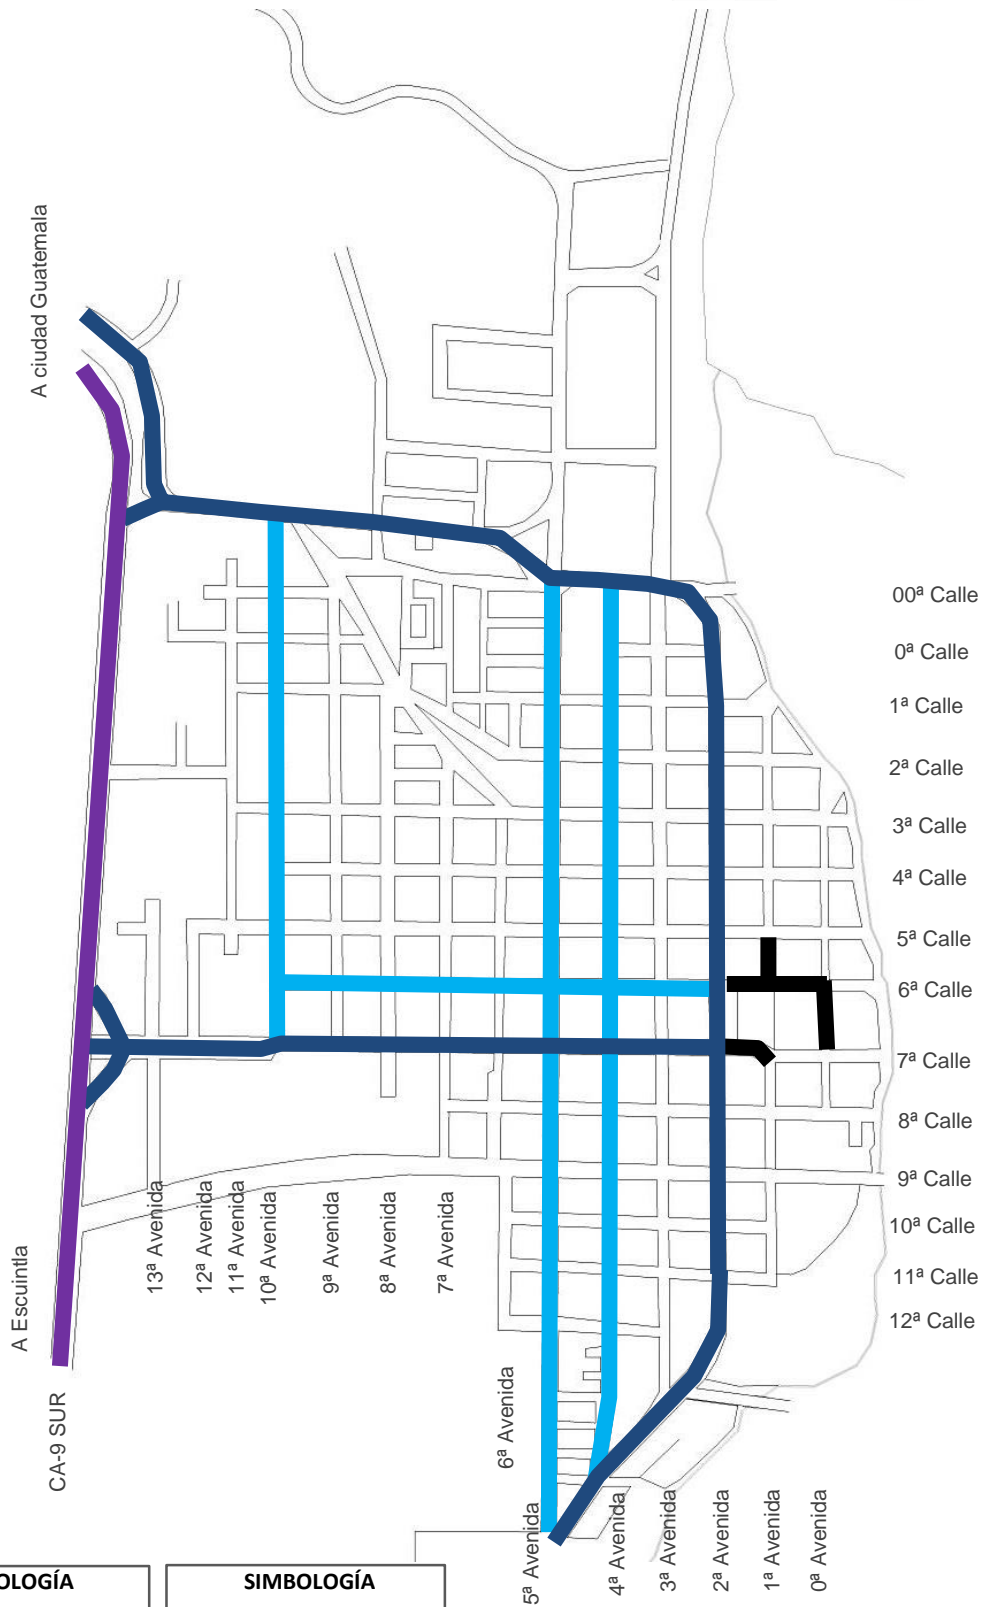 A ciudad Guatemala
00ª Calle
0ª Calle
1ª Calle
2ª Calle
3ª Calle
4ª Calle
5ª Calle
6ª Calle
7ª Calle
8ª Calle
9ª Calle
10ª Calle
11ª Calle
12ª Calle
13ª Avenida
12ª Avenida
11ª Avenida
10ª Avenida
9ª Avenida
8ª Avenida
7ª Avenida
A Escuintla
CA-9 SUR
6ª Avenida
5ª Avenida
4ª Avenida
3ª Avenida
2ª Avenida
1ª Avenida
0ª Avenida
OLOGÍA
SIMBOLOGÍA